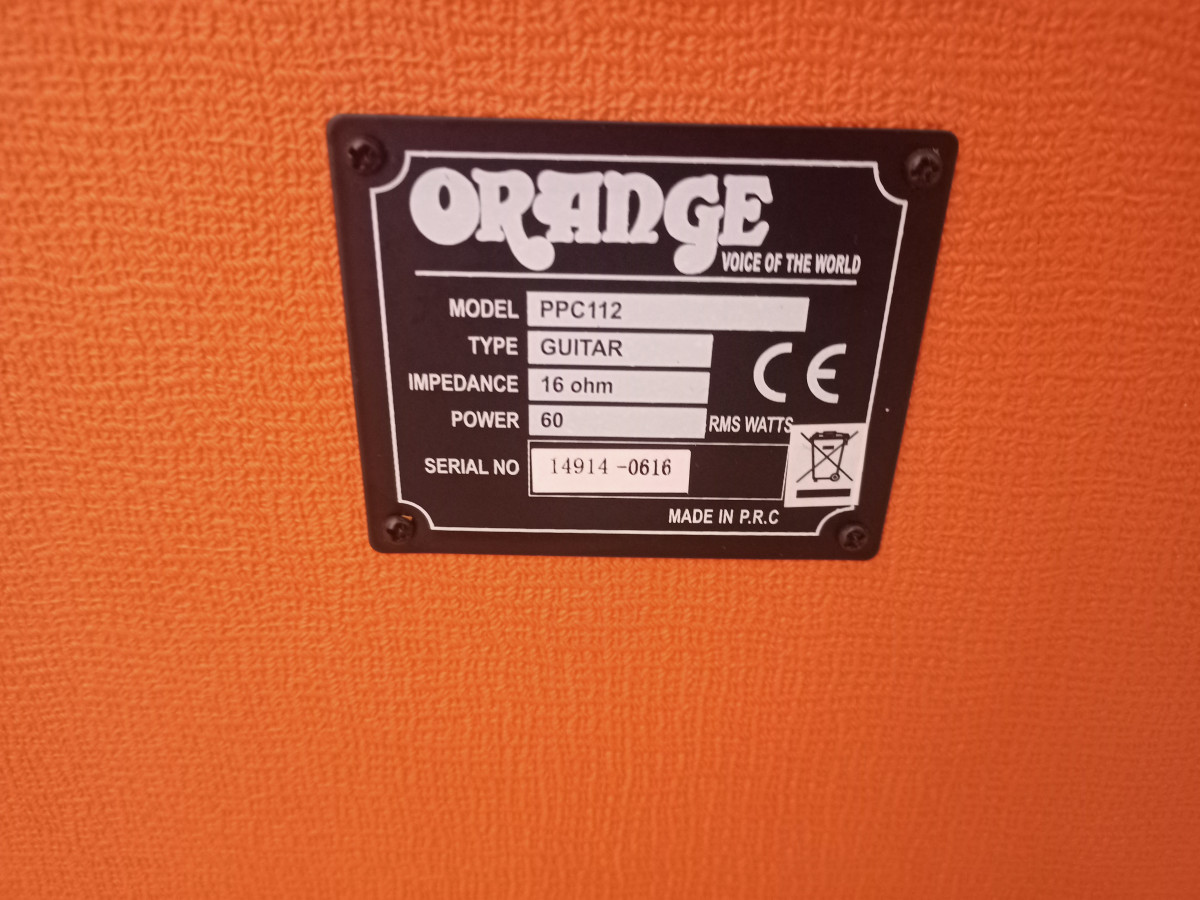 ORANGE
VOICE OF THE WORLD
MODEL PPC112
TYPE GUITAR
CE
IMPEDANCE 16 ohm
POWER 60 RMS WATTS
SERIAL NO 14914 -0616
MADE IN P.R.C